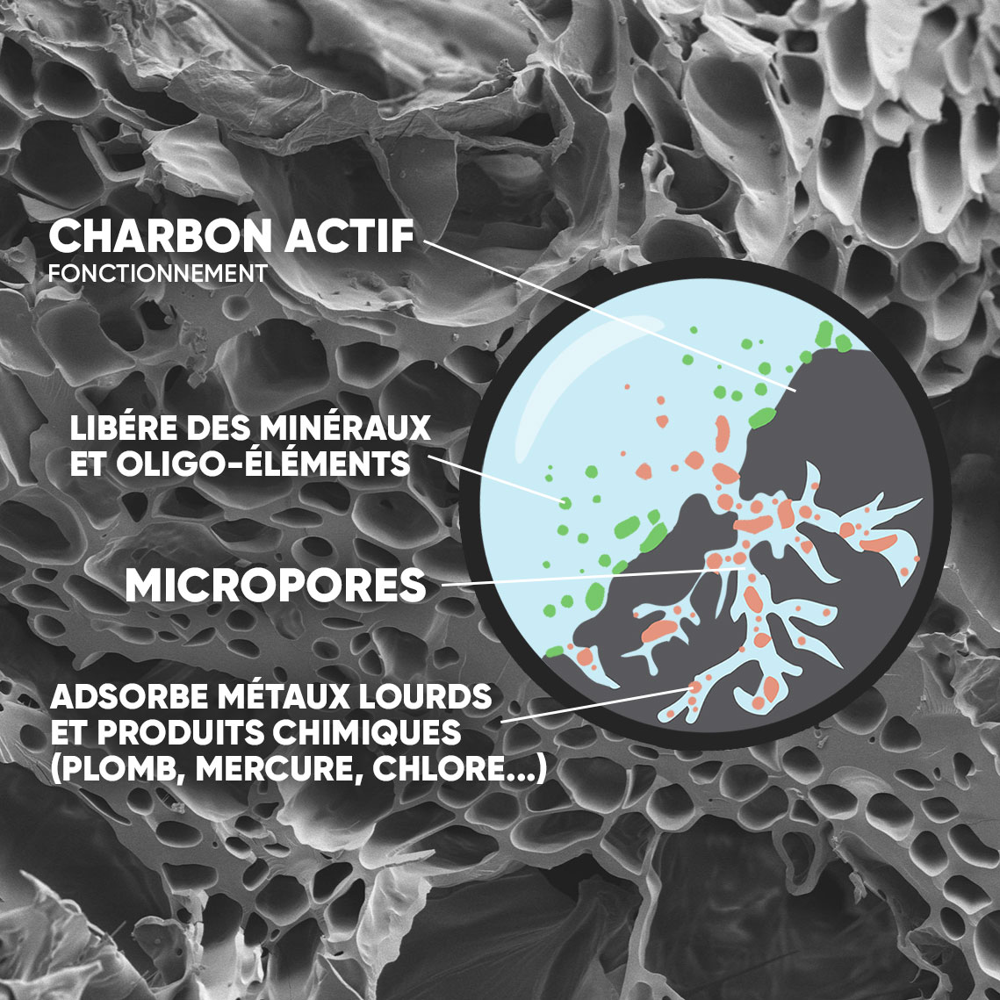 CHARBON ACTIF
FONCTIONNEMENT
LIBÉRE DES MINÉRAUX
ET OLIGO-ÉLÉMENTS
MICROPORES
ADSORBE MÉTAUX LOURDS
ET PRODUITS CHIMIQUES
(PLOMB, MERCURE, CHLORE...)